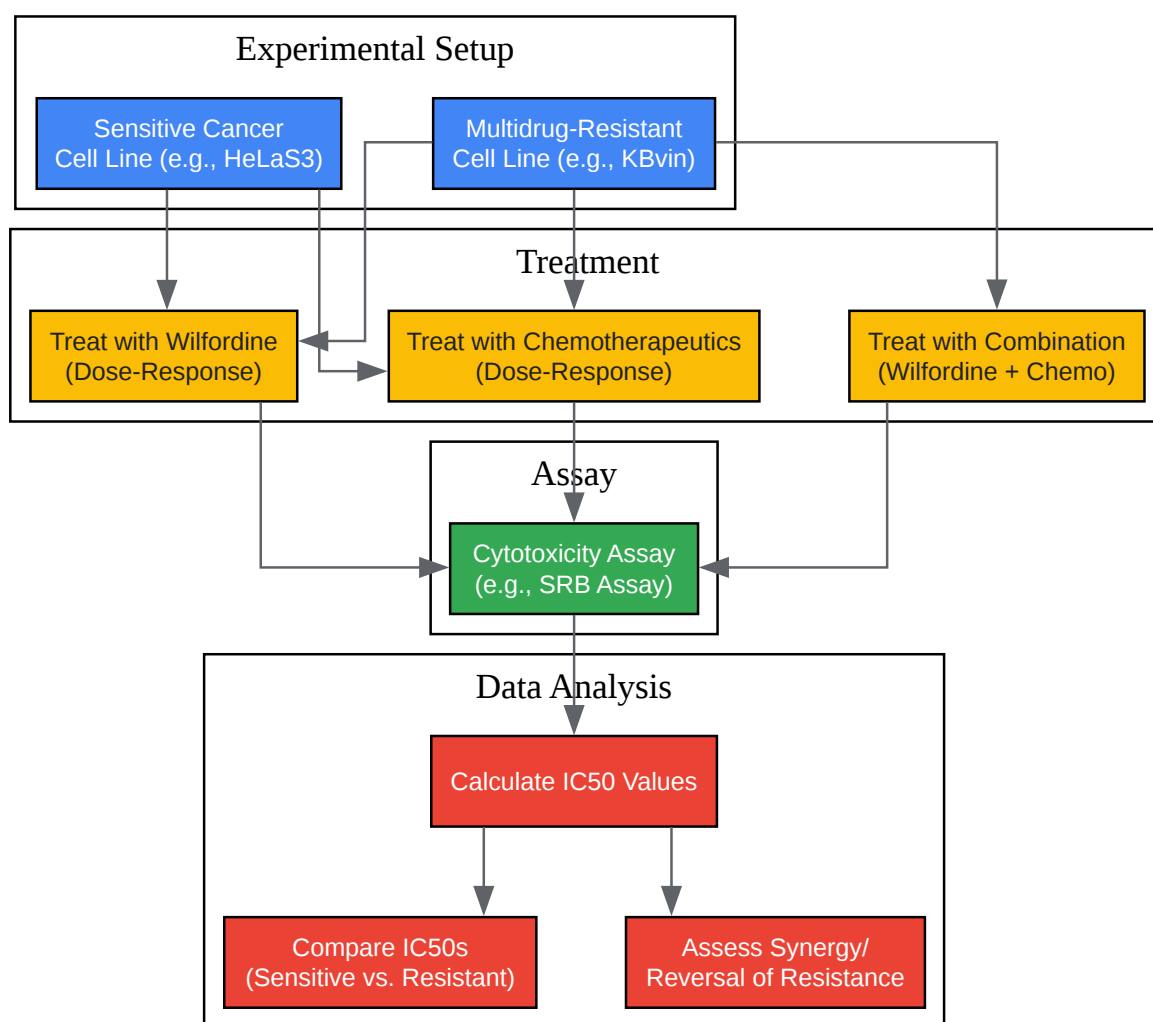 Experimental Setup
Sensitive Cancer
Cell Line (e.g., HeLaS3)
Multidrug-Resistant
Cell Line (e.g., KBvin)
Treatment
Treat with Wilfordine
(Dose-Response)
Treat with Chemotherapeutics
(Dose-Response)
Treat with Combination
(Wilfordine + Chemo)
Assay
Cytotoxicity Assay
(e.g., SRB Assay)
Data Analysis
Calculate IC50 Values
Compare IC50s
(Sensitive vs. Resistant)
Assess Synergy/
Reversal of Resistance